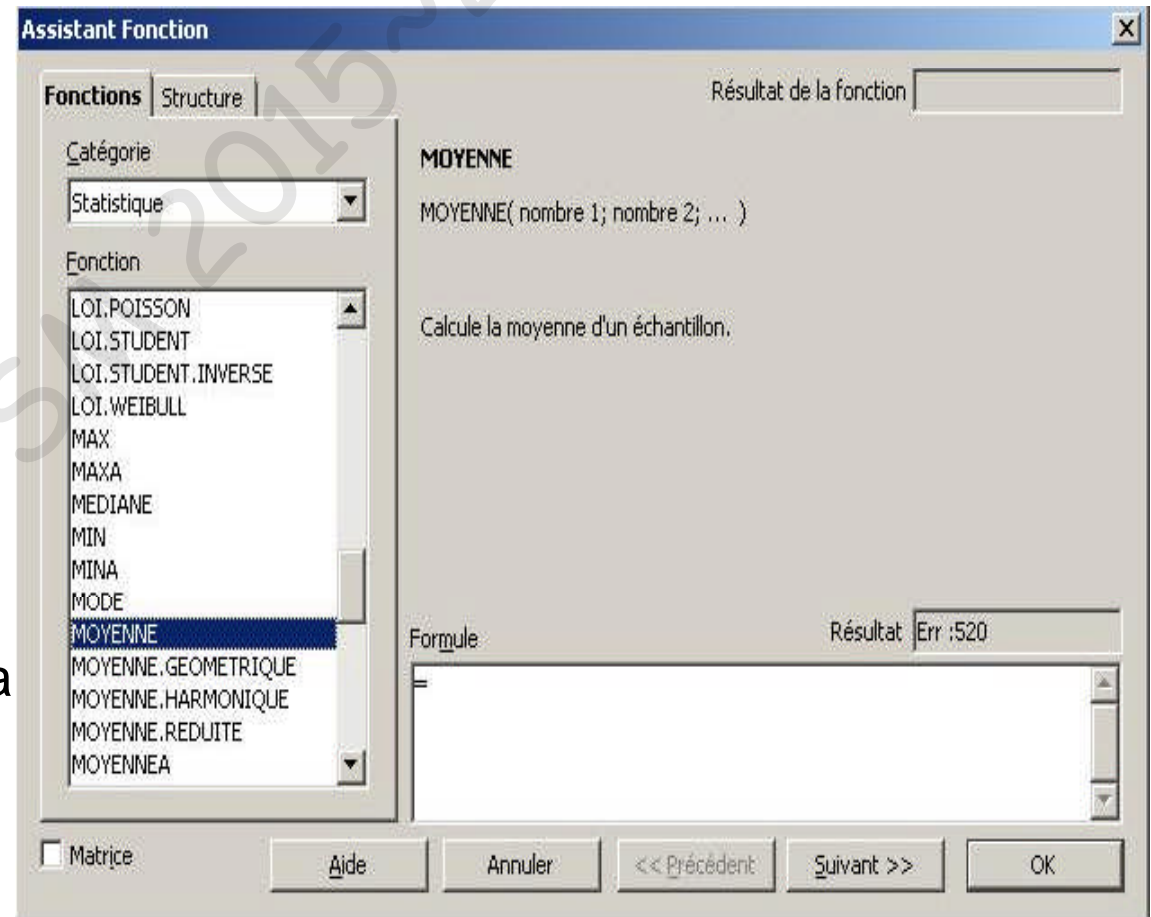 Assistant Fonction
Fonctions Structure
Résultat de la fonction
Catégorie
Statistique
Fonction
LOI.POISSON
LOI.STUDENT
LOI.STUDENT.INVERSE
LOI.WEIBULL
MAX
MAXA
MEDIANE
MIN
MINA
MODE
MOYENNE
MOYENNE.GEOMETRIQUE
MOYENNE.HARMONIQUE
MOYENNE.REDUITE
MOYENNEA
MOYENNE
MOYENNE( nombre 1; nombre 2; ... )
Calcule la moyenne d'un échantillon.
Formule
Résultat Err :520
=
Matrice
Aide
Annuler
<< Précédent
Suivant >>
OK
a
SM 2015~